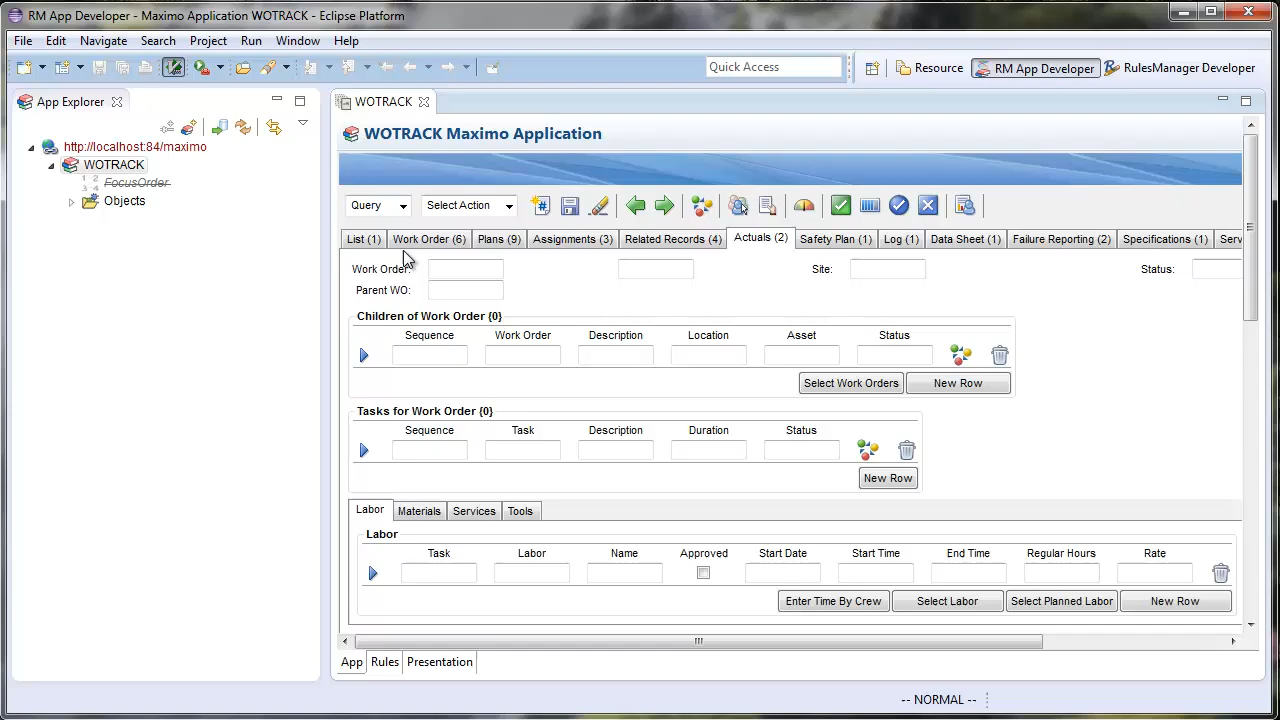 RM App Developer - Maximo Application WOTRACK - Eclipse Platform
File Edit Navigate Search Project Run Window Help
Quick Access
Resource RM App Developer RulesManager Developer
App Explorer
http://localhost:84/maximo
WOTRACK
1 2
3 4 FocusOrder
Objects
WOTRACK
WOTRACK Maximo Application
Query Select Action
List (1) Work Order (6) Plans (9) Assignments (3) Related Records (4) Actuals (2) Safety Plan (1) Log (1) Data Sheet (1) Failure Reporting (2) Specifications (1) Serv
Work Order: Site: Status:
Parent WO:
Children of Work Order {0}
Sequence Work Order Description Location Asset Status
Select Work Orders New Row
Tasks for Work Order {0}
Sequence Task Description Duration Status
New Row
Labor Materials Services Tools
Labor
Task Labor Name Approved Start Date Start Time End Time Regular Hours Rate
Enter Time By Crew Select Labor Select Planned Labor New Row
App Rules Presentation
-- NORMAL --